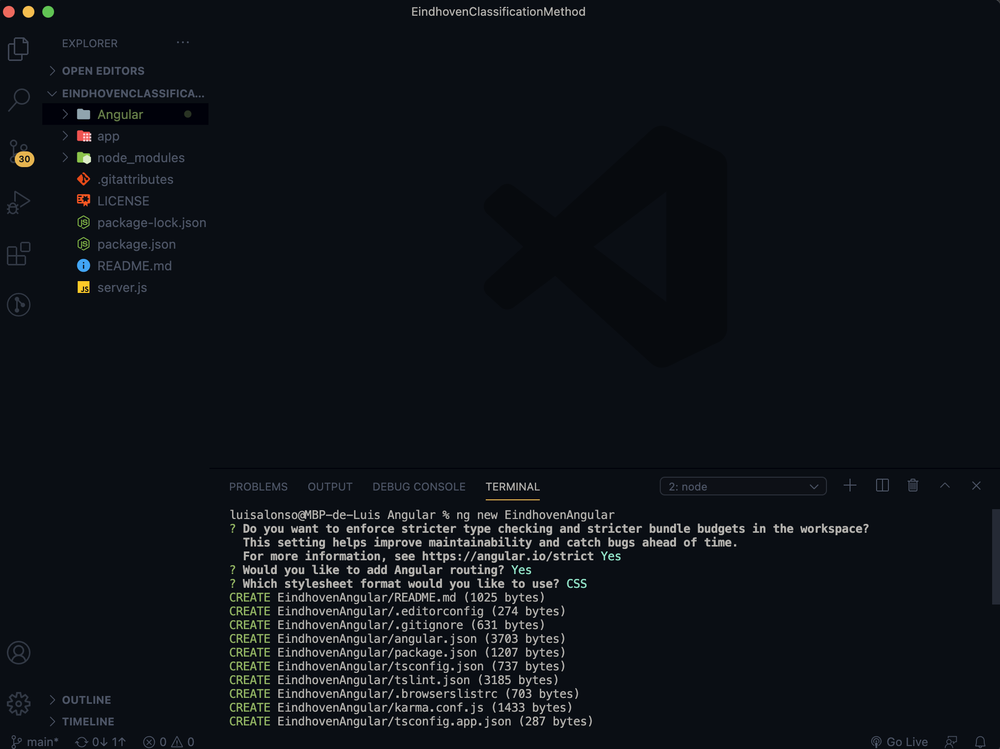 EindhovenClassificationMethod
EXPLORER
OPEN EDITORS
EINDHOVENCLASSIFICA...
Angular
app
node_modules
.gitattributes
LICENSE
package-lock.json
package.json
README.md
server.js
30
OUTLINE
TIMELINE
PROBLEMS OUTPUT DEBUG CONSOLE TERMINAL 2: node
luisalonso@MBP-de-Luis Angular % ng new EindhovenAngular
? Do you want to enforce stricter type checking and stricter bundle budgets in the workspace?
This setting helps improve maintainability and catch bugs ahead of time.
For more information, see https://angular.io/strict Yes
? Would you like to add Angular routing? Yes
? Which stylesheet format would you like to use? CSS
CREATE EindhovenAngular/README.md (1025 bytes)
CREATE EindhovenAngular/.editorconfig (274 bytes)
CREATE EindhovenAngular/.gitignore (631 bytes)
CREATE EindhovenAngular/angular.json (3703 bytes)
CREATE EindhovenAngular/package.json (1207 bytes)
CREATE EindhovenAngular/tsconfig.json (737 bytes)
CREATE EindhovenAngular/tslint.json (3185 bytes)
CREATE EindhovenAngular/.browserslistrc (703 bytes)
CREATE EindhovenAngular/karma.conf.js (1433 bytes)
CREATE EindhovenAngular/tsconfig.app.json (287 bytes)
main* 0↓ 1↑ 0 0 Go Live